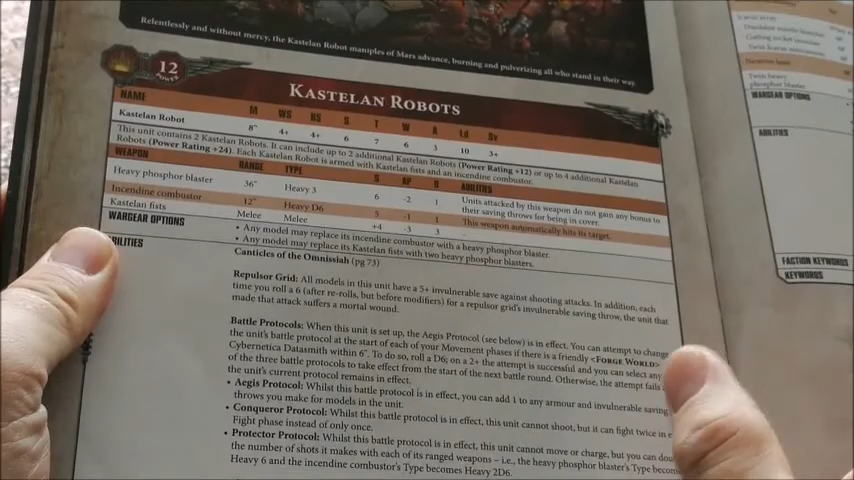 Relentlessly and without mercy, the Kastelan Robot maniples of Mars advance, burning and pulverizing all who stand in their way.
12
POWER
KASTELAN ROBOTS
NAME M WS BS S T W A Ld Sv
Kastelan Robot 8" 4+ 4+ 6 7 6 3 10 3+
This unit contains 2 Kastelan Robots. It can include up to 2 additional Kastelan Robots (Power Rating +12) or up to 4 additional Kastelan
Robots (Power Rating +24). Each Kastelan Robot is armed with Kastelan fists and an incendine combustor.
WEAPON RANGE TYPE S AP D ABILITIES
Heavy phosphor blaster 36" Heavy 3 6 -2 1 Units attacked by this weapon do not gain any bonus to
their saving throws for being in cover.
Incendine combustor 12" Heavy D6 5 -1 1 This weapon automatically hits its target.
Kastelan fists Melee Melee +4 -3 3 -
WARGEAR OPTIONS • Any model may replace its incendine combustor with a heavy phosphor blaster.
• Any model may replace its Kastelan fists with two heavy phosphor blasters.
ILITIES Canticles of the Omnissiah (pg 73)
Repulsor Grid: All models in this unit have a 5+ invulnerable save against shooting attacks. In addition, each
time you roll a 6 (after re-rolls, but before modifiers) for a repulsor grid's invulnerable saving throw, the unit that
made that attack suffers a mortal wound.
Battle Protocols: When this unit is set up, the Aegis Protocol (see below) is in effect. You can attempt to change
the unit's battle protocol at the start of each of your Movement phases if there is a friendly <FORGE WORLD>
Cybernetica Datasmith within 6". To do so, roll a D6; on a 2+ the attempt is successful and you can select any
of the three battle protocols to take effect from the start of the next battle round. Otherwise, the attempt fails
the unit's current protocol remains in effect.
• Aegis Protocol: Whilst this battle protocol is in effect, you can add 1 to any armour and invulnerable saving
throws you make for models in the unit.
• Conqueror Protocol: Whilst this battle protocol is in effect, this unit cannot shoot, but it can fight twice in
Fight phase instead of only once.
• Protector Protocol: Whilst this battle protocol is in effect, this unit cannot move or charge, but you can dou
the number of shots it makes with each of its ranged weapons – i.e., the heavy phosphor blaster's Type becom
Heavy 6 and the incendine combustor's Type becomes Heavy 2D6.
Twin heavy
phosphor blaster
WARGEAR OPTIONS
ABILITIES
FACTION KEYWORDS
KEYWORDS